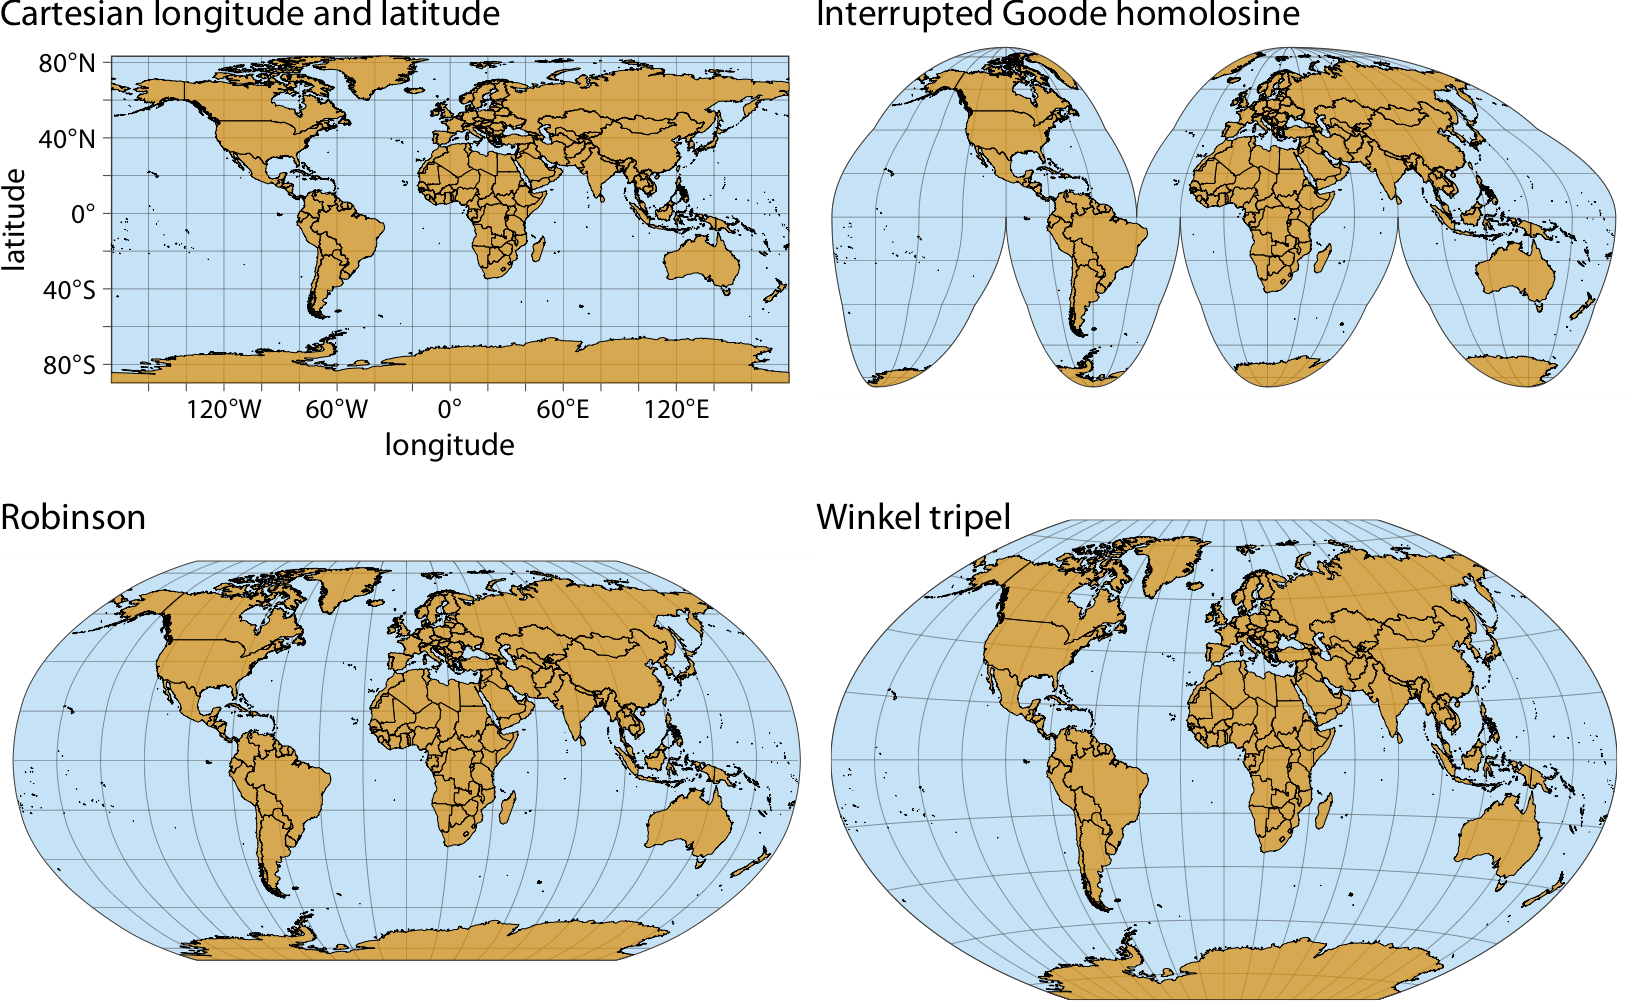 Cartesian longitude and latitude
Interrupted Goode homolosine
80°N
40°N
0°
40°S
80°S
latitude
120°W 60°W 0° 60°E 120°E
longitude
Robinson
Winkel tripel